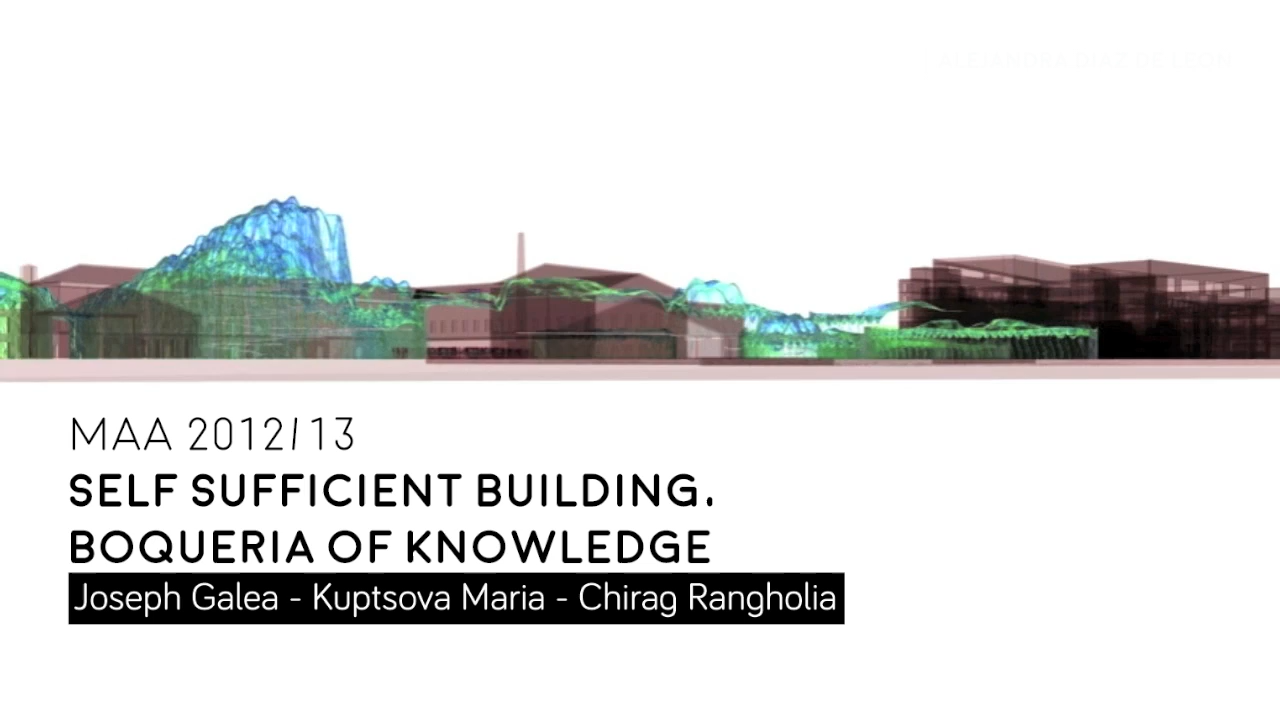 MAA 2012/13
SELF SUFFICIENT BUILDING.
BOQUERIA OF KNOWLEDGE
Joseph Galea - Kuptsova Maria - Chirag Rangholia